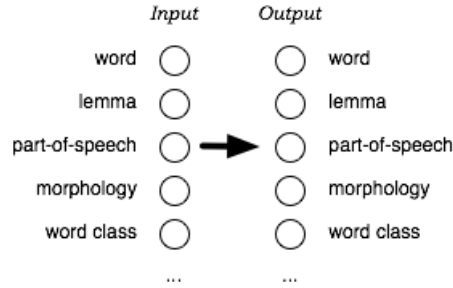 Input Output
word word
lemma lemma
part-of-speech part-of-speech
morphology morphology
word class word class
... ...